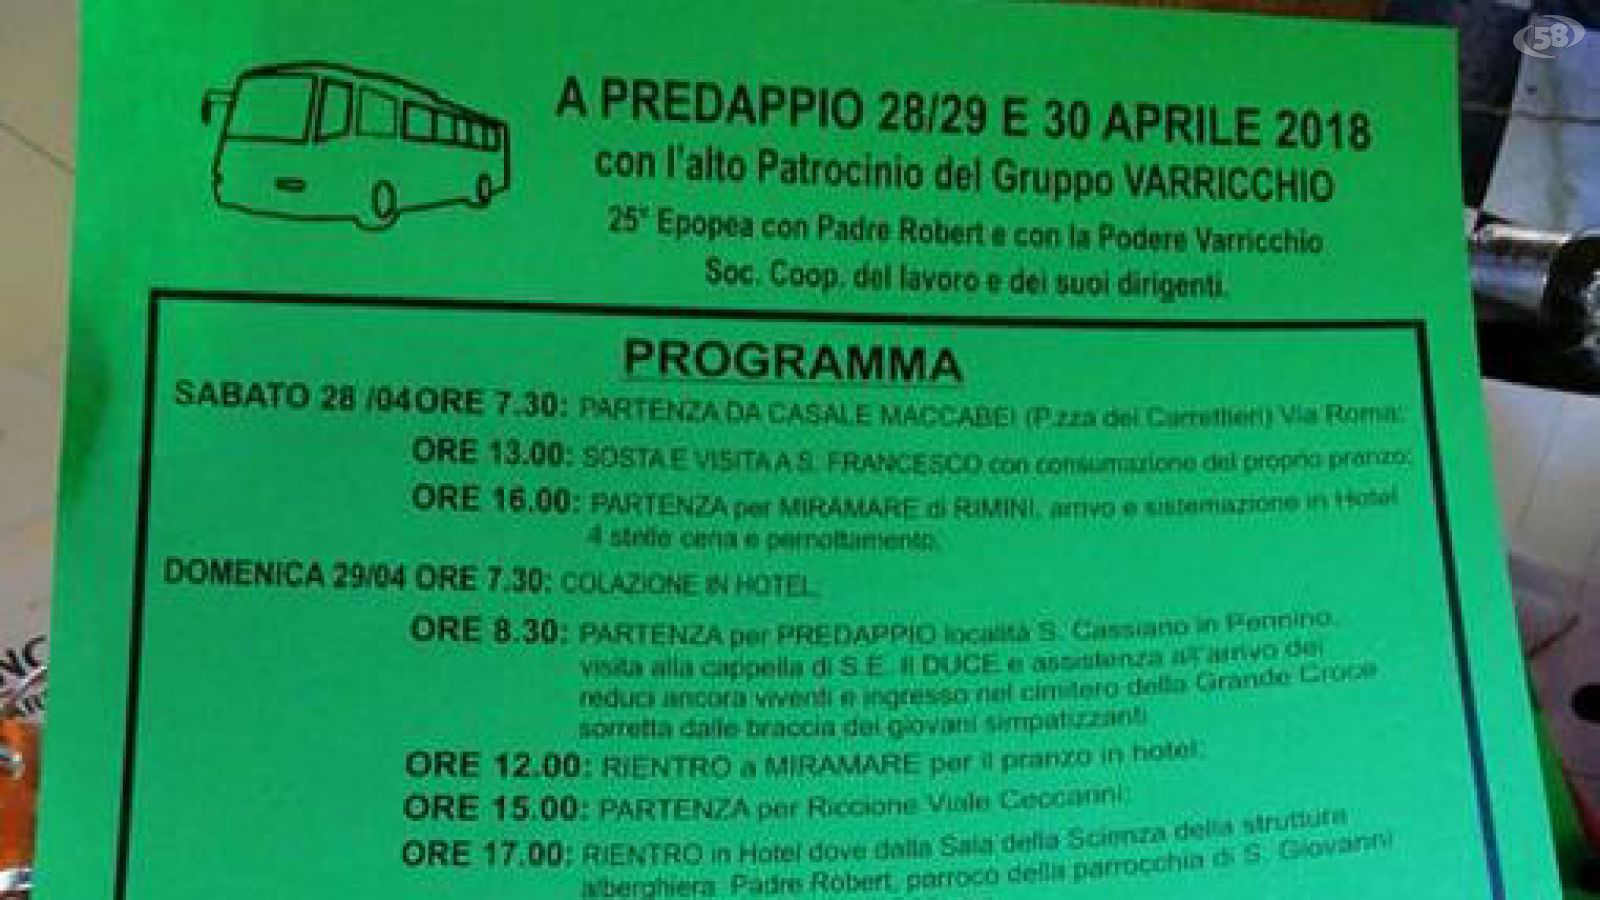 58
A PREDAPPIO 28/29 E 30 APRILE 2018
con l'alto Patrocinio del Gruppo VARRICCHIO
25° Epopea con Padre Robert e con la Podere Varricchio
Soc. Coop. del lavoro e dei suoi dirigenti.
PROGRAMMA
SABATO 28 /04 ORE 7.30: PARTENZA DA CASALE MACCABEI (P.zza dei Carrettieri) Via Roma;
ORE 13.00: SOSTA E VISITA A S. FRANCESCO con consumazione del proprio pranzo;
ORE 16.00: PARTENZA per MIRAMARE di RIMINI, arrivo e sistemazione in Hotel
4 stelle cena e pernottamento;
DOMENICA 29/04 ORE 7.30: COLAZIONE IN HOTEL;
ORE 8.30: PARTENZA per PREDAPPIO località S. Cassiano in Pennino,
visita alla cappella di S.E. Il DUCE e assistenza all'arrivo dei
reduci ancora viventi e ingresso nel cimitero della Grande Croce
sorretta dalle braccia dei giovani simpatizzanti
ORE 12.00: RIENTRO a MIRAMARE per il pranzo in hotel;
ORE 15.00: PARTENZA per Riccione Viale Ceccarini;
ORE 17.00: RIENTRO in Hotel dove dalla Sala della Scienza della struttura
alberghiera Padre Robert, parroco della parrocchia di S. Giovanni